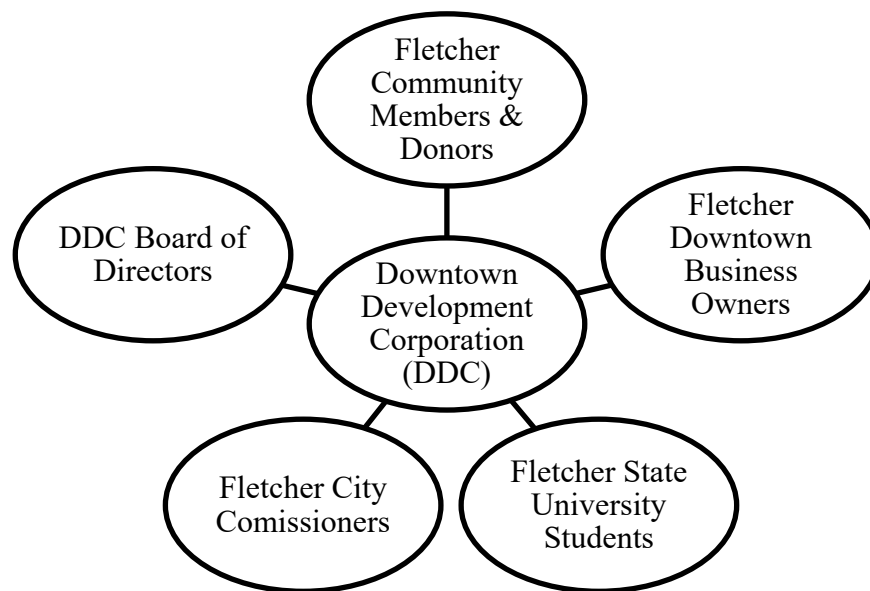 Fletcher
Community
Members &
Donors
DDC Board of
Directors
Fletcher
Downtown
Business
Owners
Downtown
Development
Corporation
(DDC)
Fletcher City
Comissioners
Fletcher State
University
Students